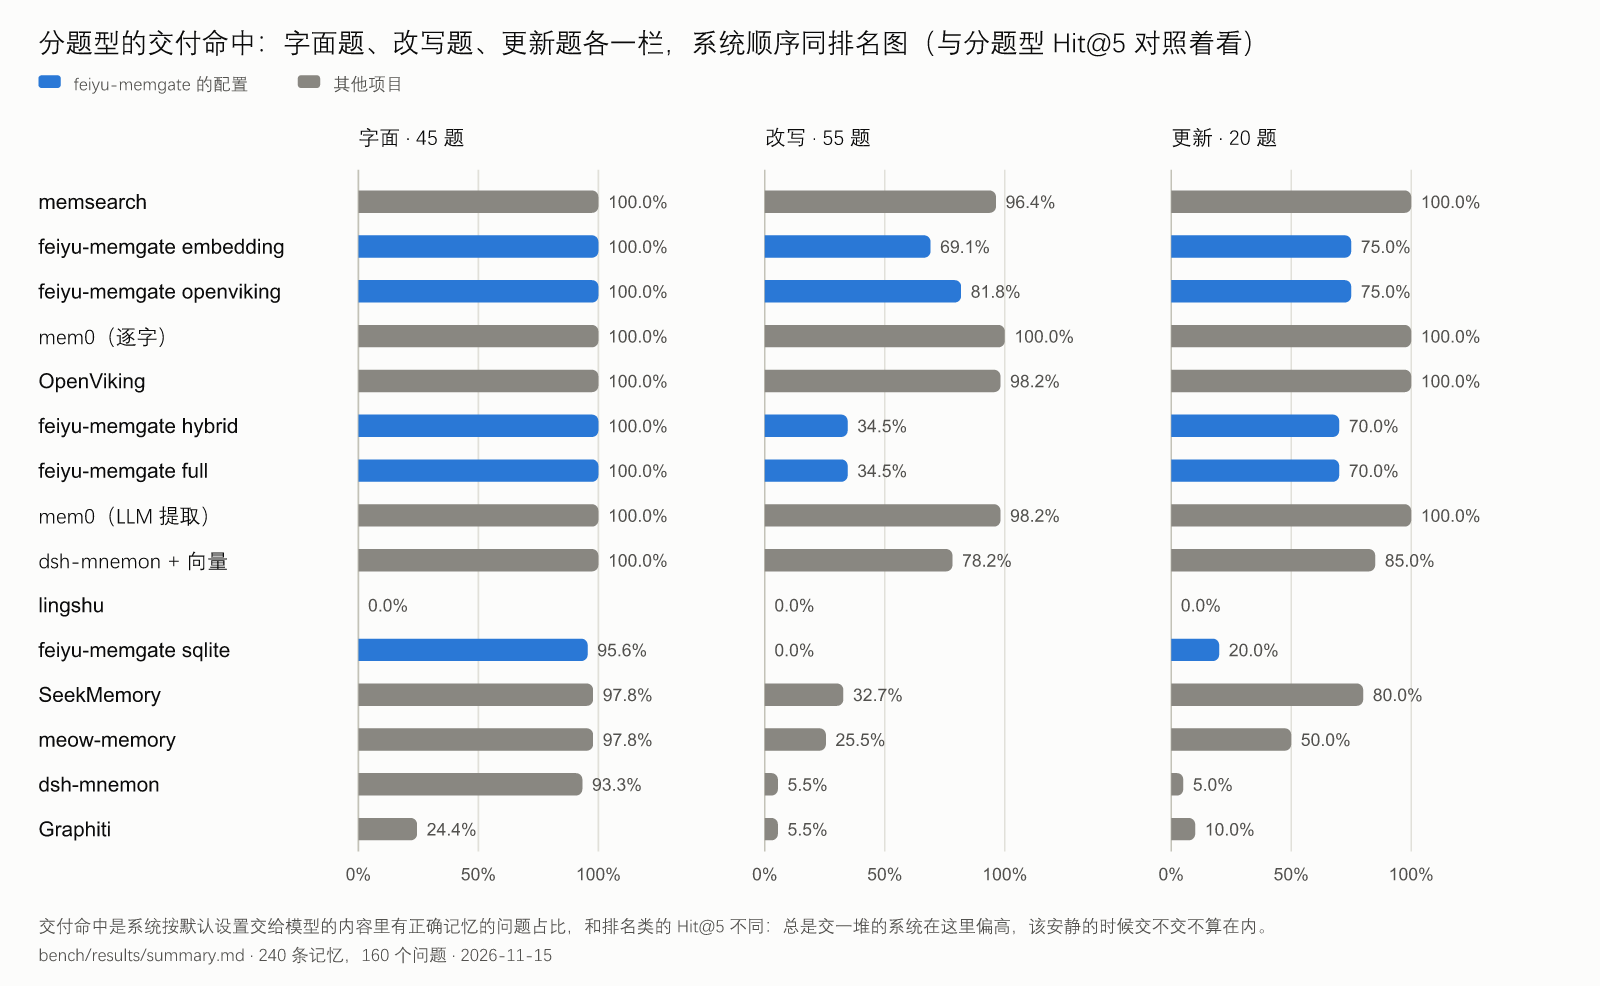 分题型的交付命中：字面题、改写题、更新题各一栏，系统顺序同排名图（与分题型 Hit@5 对照着看）
feiyu-memgate 的配置 其他项目
字面 · 45 题 改写 · 55 题 更新 · 20 题
memsearch 100.0% 96.4% 100.0%
feiyu-memgate embedding 100.0% 69.1% 75.0%
feiyu-memgate openviking 100.0% 81.8% 75.0%
mem0（逐字） 100.0% 100.0% 100.0%
OpenViking 100.0% 98.2% 100.0%
feiyu-memgate hybrid 100.0% 34.5% 70.0%
feiyu-memgate full 100.0% 34.5% 70.0%
mem0（LLM 提取） 100.0% 98.2% 100.0%
dsh-mnemon + 向量 100.0% 78.2% 85.0%
lingshu 0.0% 0.0% 0.0%
feiyu-memgate sqlite 95.6% 0.0% 20.0%
SeekMemory 97.8% 32.7% 80.0%
meow-memory 97.8% 25.5% 50.0%
dsh-mnemon 93.3% 5.5% 5.0%
Graphiti 24.4% 5.5% 10.0%
0% 50% 100% 0% 50% 100% 0% 50% 100%
交付命中是系统按默认设置交给模型的内容里有正确记忆的问题占比，和排名类的 Hit@5 不同：总是交一堆的系统在这里偏高，该安静的时候交不交不算在内。
bench/results/summary.md · 240 条记忆，160 个问题 · 2026-11-15